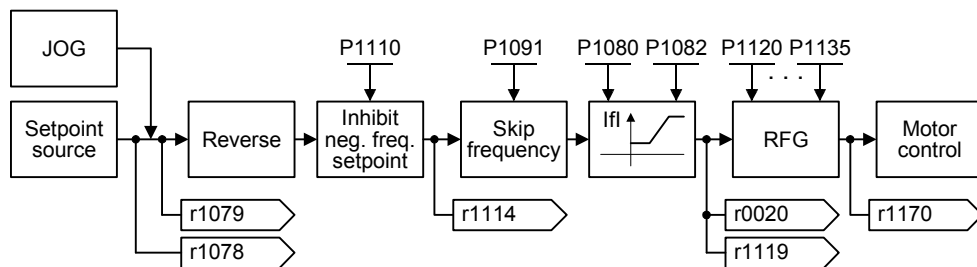 JOG
P1110
P1091
P1080
P1082
P1120
P1135
. . .
Setpoint
source
Reverse
Inhibit
neg. freq.
setpoint
Skip
frequency
|f|
RFG
Motor
control
r1079
r1114
r0020
r1170
r1078
r1119